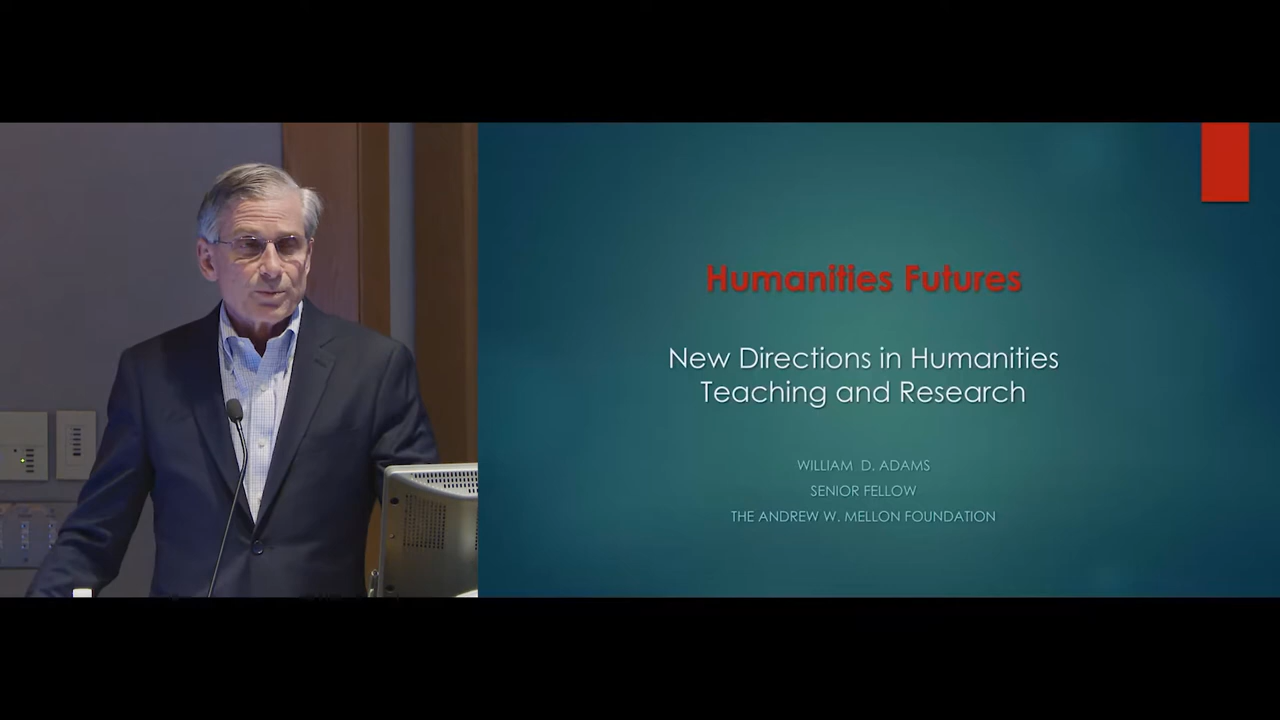 Humanities Futures
New Directions in Humanities
Teaching and Research
WILLIAM D. ADAMS
SENIOR FELLOW
THE ANDREW W. MELLON FOUNDATION